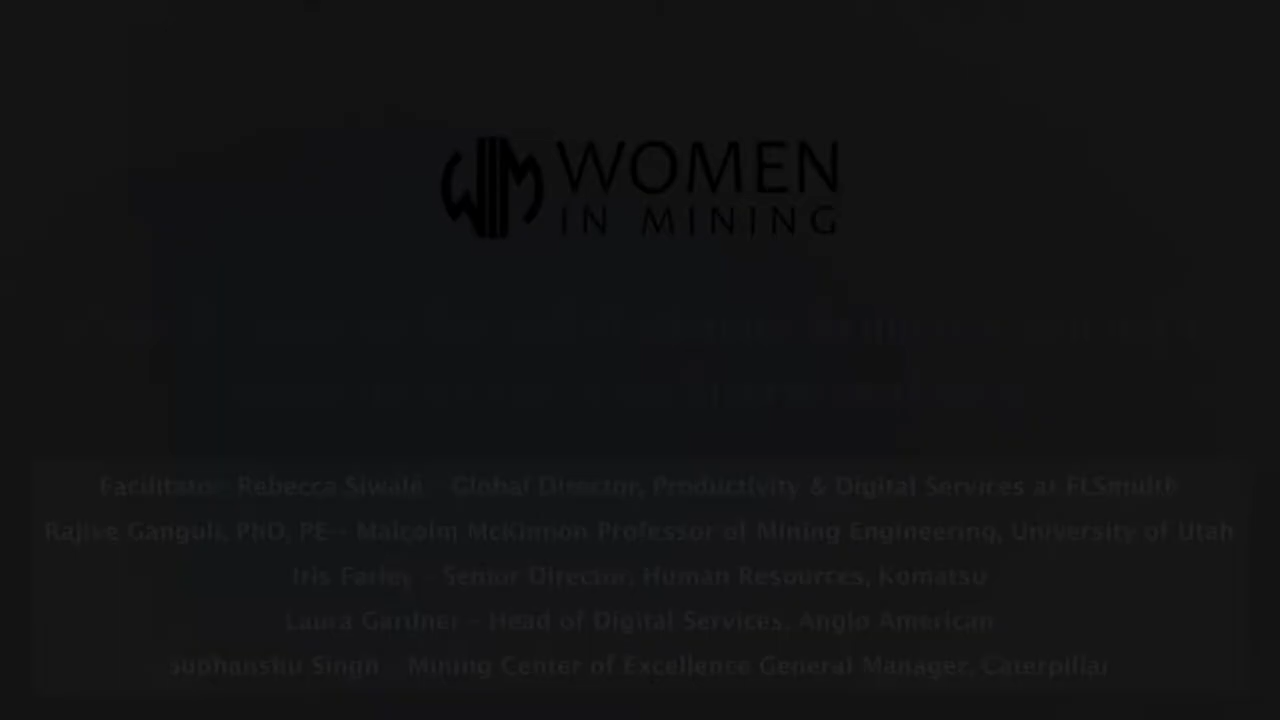 WIM WOMEN
IN MINING
Facilitator- Rebecca Siwale - Global Director, Productivity & Digital Services at FLSmidth
Rajive Ganguli, PhD, PE- Malcolm McKinnon Professor of Mining Engineering, University of Utah
Iris Farley - Senior Director, Human Resources, Komatsu
Laura Gardner - Head of Digital Services, Anglo American
Sudhanshu Singh - Mining Center of Excellence General Manager, Caterpillar